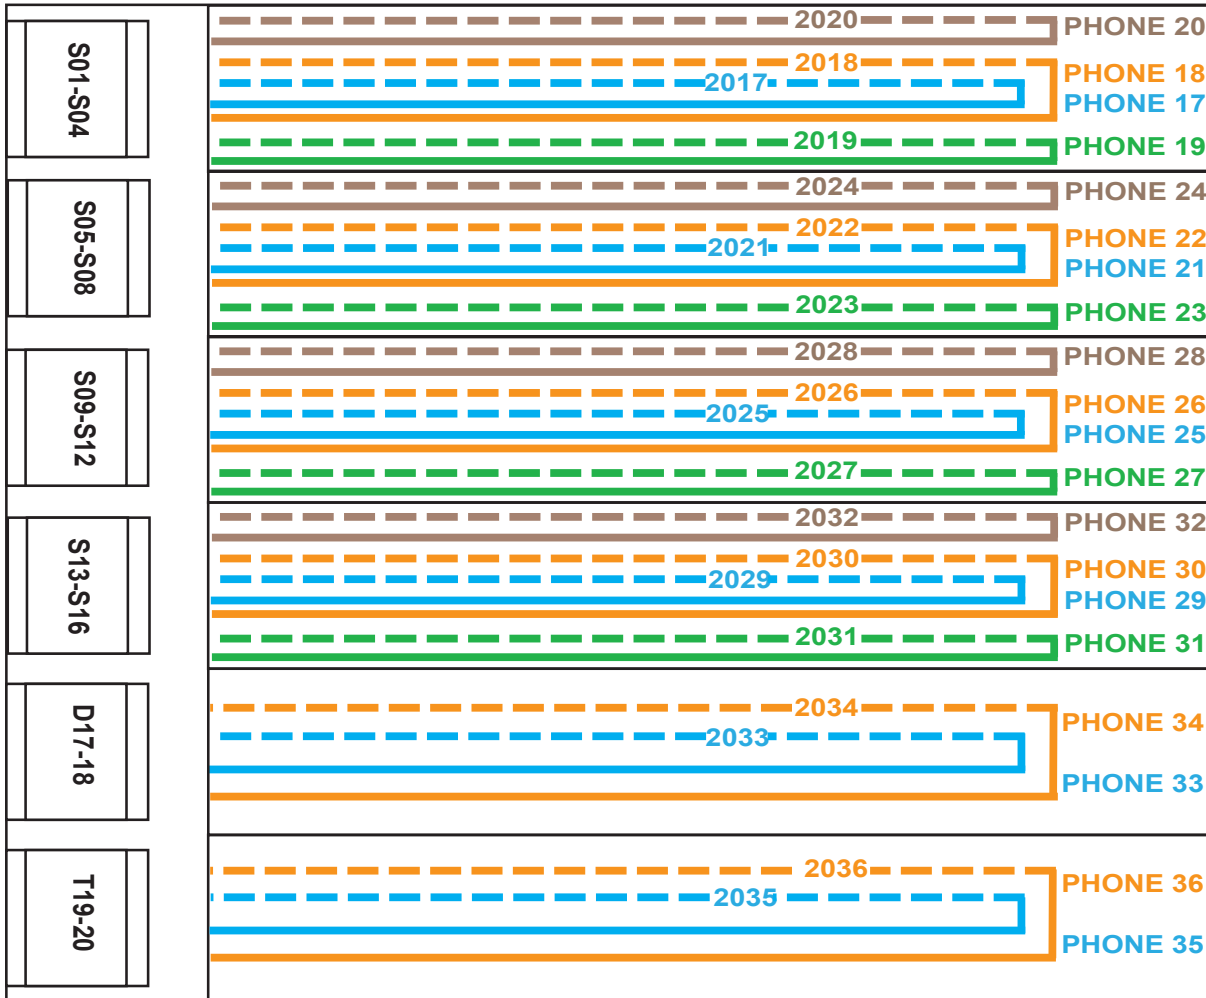 S01-S04
2020 PHONE 20
2018 PHONE 18
2017 PHONE 17
2019 PHONE 19
S05-S08
2024 PHONE 24
2022 PHONE 22
2021 PHONE 21
2023 PHONE 23
S09-S12
2028 PHONE 28
2026 PHONE 26
2025 PHONE 25
2027 PHONE 27
S13-S16
2032 PHONE 32
2030 PHONE 30
2029 PHONE 29
2031 PHONE 31
D17-18
2034 PHONE 34
2033 PHONE 33
T19-20
2036 PHONE 36
2035 PHONE 35